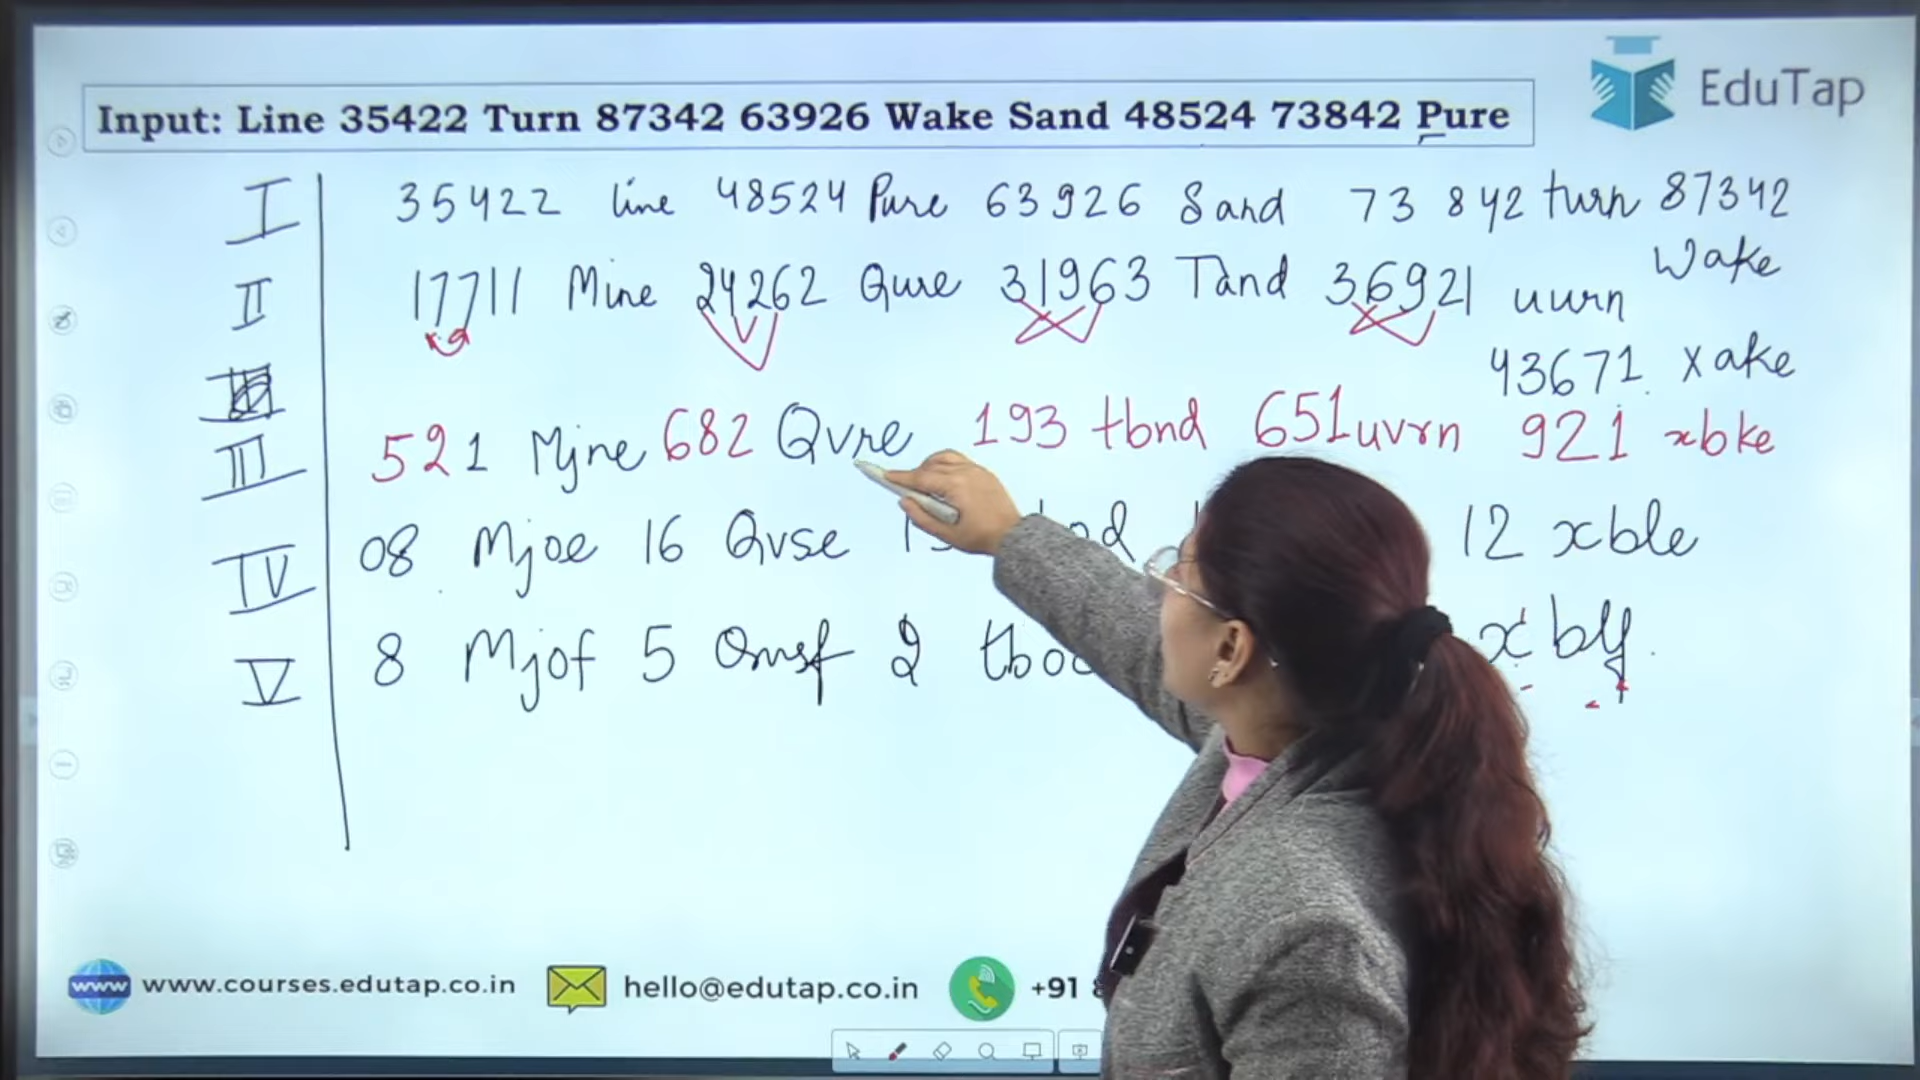 EduTap
Input: Line 35422 Turn 87342 63926 Wake Sand 48524 73842 Pure
I 35422 line 48524 Pure 63926 Sand 73842 turn 87342
Wake
II 17711 Mine 24262 Qure 31963 Tand 36921 uurn
43671 Xake
III 521 Mjne 682 Qvre 193 tbnd 651 uvrn 921 xbke
IV 08 Mjoe 16 Qvse 12 xble
V 8 Mjof 5 2
www www.courses.edutap.co.in hello@edutap.co.in +91